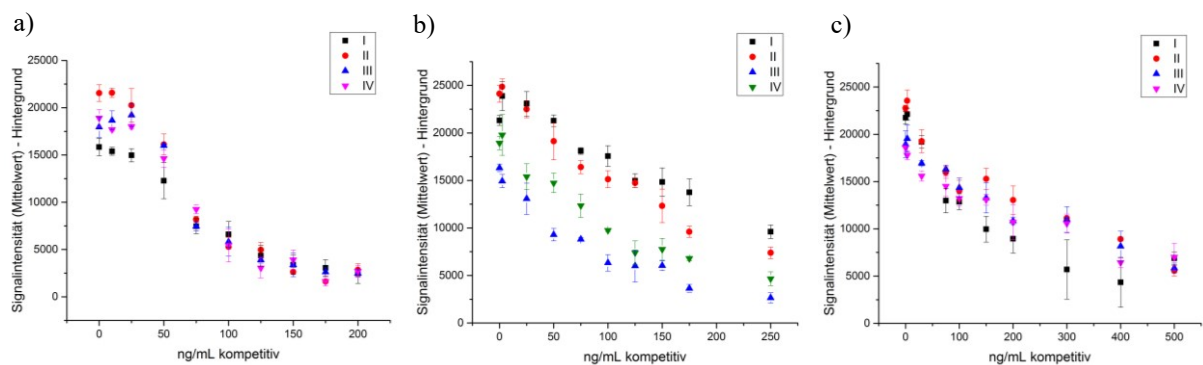 a)
I
II
III
IV
Signalintensität (Mittelwert) - Hintergrund
25000
20000
15000
10000
5000
0
0 50 100 150 200
ng/mL kompetitiv
b)
I
II
III
IV
Signalintensität (Mittelwert) - Hintergrund
25000
20000
15000
10000
5000
0
0 50 100 150 200 250
ng/mL kompetitiv
c)
I
II
III
IV
Signalintensität (Mittelwert) - Hintergrund
25000
20000
15000
10000
5000
0
0 100 200 300 400 500
ng/mL kompetitiv